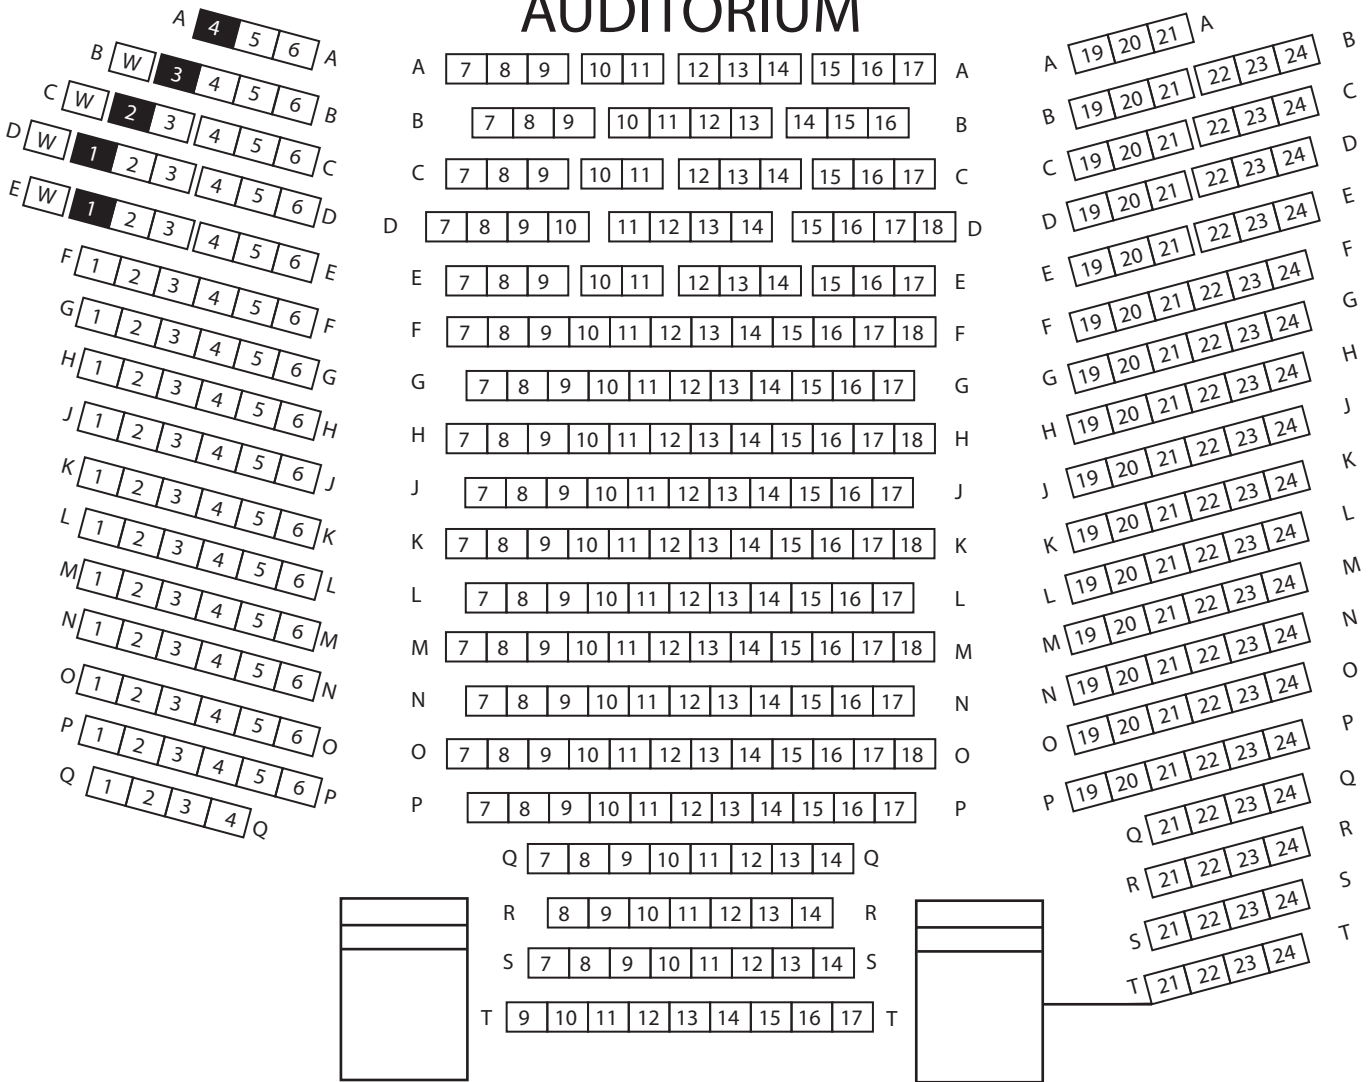 AUDITORIUM
A 4 5 6 A
A 7 8 9 10 11 12 13 14 15 16 17 A
A 19 20 21 A
B W 3 4 5 6 B
B 7 8 9 10 11 12 13 14 15 16 B
B 19 20 21 22 23 24 B
C W 2 3 4 5 6 C
C 7 8 9 10 11 12 13 14 15 16 17 C
C 19 20 21 22 23 24 C
D W 1 2 3 4 5 6 D
D 7 8 9 10 11 12 13 14 15 16 17 18 D
D 19 20 21 22 23 24 D
E W 1 2 3 4 5 6 E
E 7 8 9 10 11 12 13 14 15 16 17 E
E 19 20 21 22 23 24 E
F 1 2 3 4 5 6 F
F 7 8 9 10 11 12 13 14 15 16 17 18 F
F 19 20 21 22 23 24 F
G 1 2 3 4 5 6 G
G 7 8 9 10 11 12 13 14 15 16 17 G
G 19 20 21 22 23 24 G
H 1 2 3 4 5 6 H
H 7 8 9 10 11 12 13 14 15 16 17 18 H
H 19 20 21 22 23 24 H
J 1 2 3 4 5 6 J
J 7 8 9 10 11 12 13 14 15 16 17 J
J 19 20 21 22 23 24 J
K 1 2 3 4 5 6 K
K 7 8 9 10 11 12 13 14 15 16 17 18 K
K 19 20 21 22 23 24 K
L 1 2 3 4 5 6 L
L 7 8 9 10 11 12 13 14 15 16 17 L
L 19 20 21 22 23 24 L
M 1 2 3 4 5 6 M
M 7 8 9 10 11 12 13 14 15 16 17 18 M
M 19 20 21 22 23 24 M
N 1 2 3 4 5 6 N
N 7 8 9 10 11 12 13 14 15 16 17 N
N 19 20 21 22 23 24 N
O 1 2 3 4 5 6 O
O 7 8 9 10 11 12 13 14 15 16 17 18 O
O 19 20 21 22 23 24 O
P 1 2 3 4 5 6 P
P 7 8 9 10 11 12 13 14 15 16 17 P
P 19 20 21 22 23 24 P
Q 1 2 3 4 Q
Q 7 8 9 10 11 12 13 14 Q
Q 21 22 23 24 Q
R 8 9 10 11 12 13 14 R
R 21 22 23 24 R
S 7 8 9 10 11 12 13 14 S
S 21 22 23 24 S
T 9 10 11 12 13 14 15 16 17 T
T 21 22 23 24 T